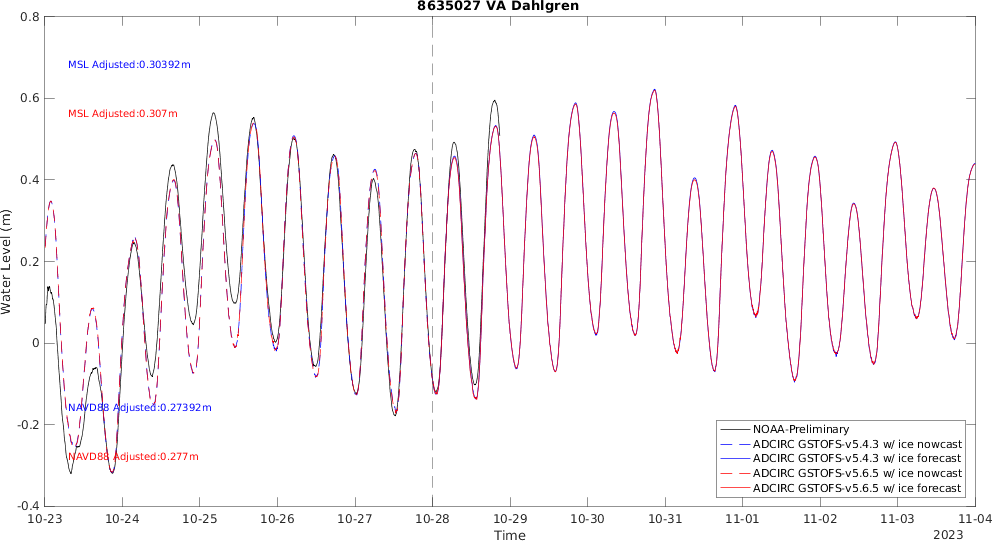 8635027 VA Dahlgren
0.8
0.6
0.4
0.2
0
-0.2
-0.4
Water Level (m)
MSL Adjusted:0.30392m
MSL Adjusted:0.307m
NAVD88 Adjusted:0.27392m
NAVD88 Adjusted:0.277m
NOAA-Preliminary
ADCIRC GSTOFS-v5.4.3 w/ ice nowcast
ADCIRC GSTOFS-v5.4.3 w/ ice forecast
ADCIRC GSTOFS-v5.6.5 w/ ice nowcast
ADCIRC GSTOFS-v5.6.5 w/ ice forecast
10-23 10-24 10-25 10-26 10-27 10-28 10-29 10-30 10-31 11-01 11-02 11-03 11-04
Time
2023